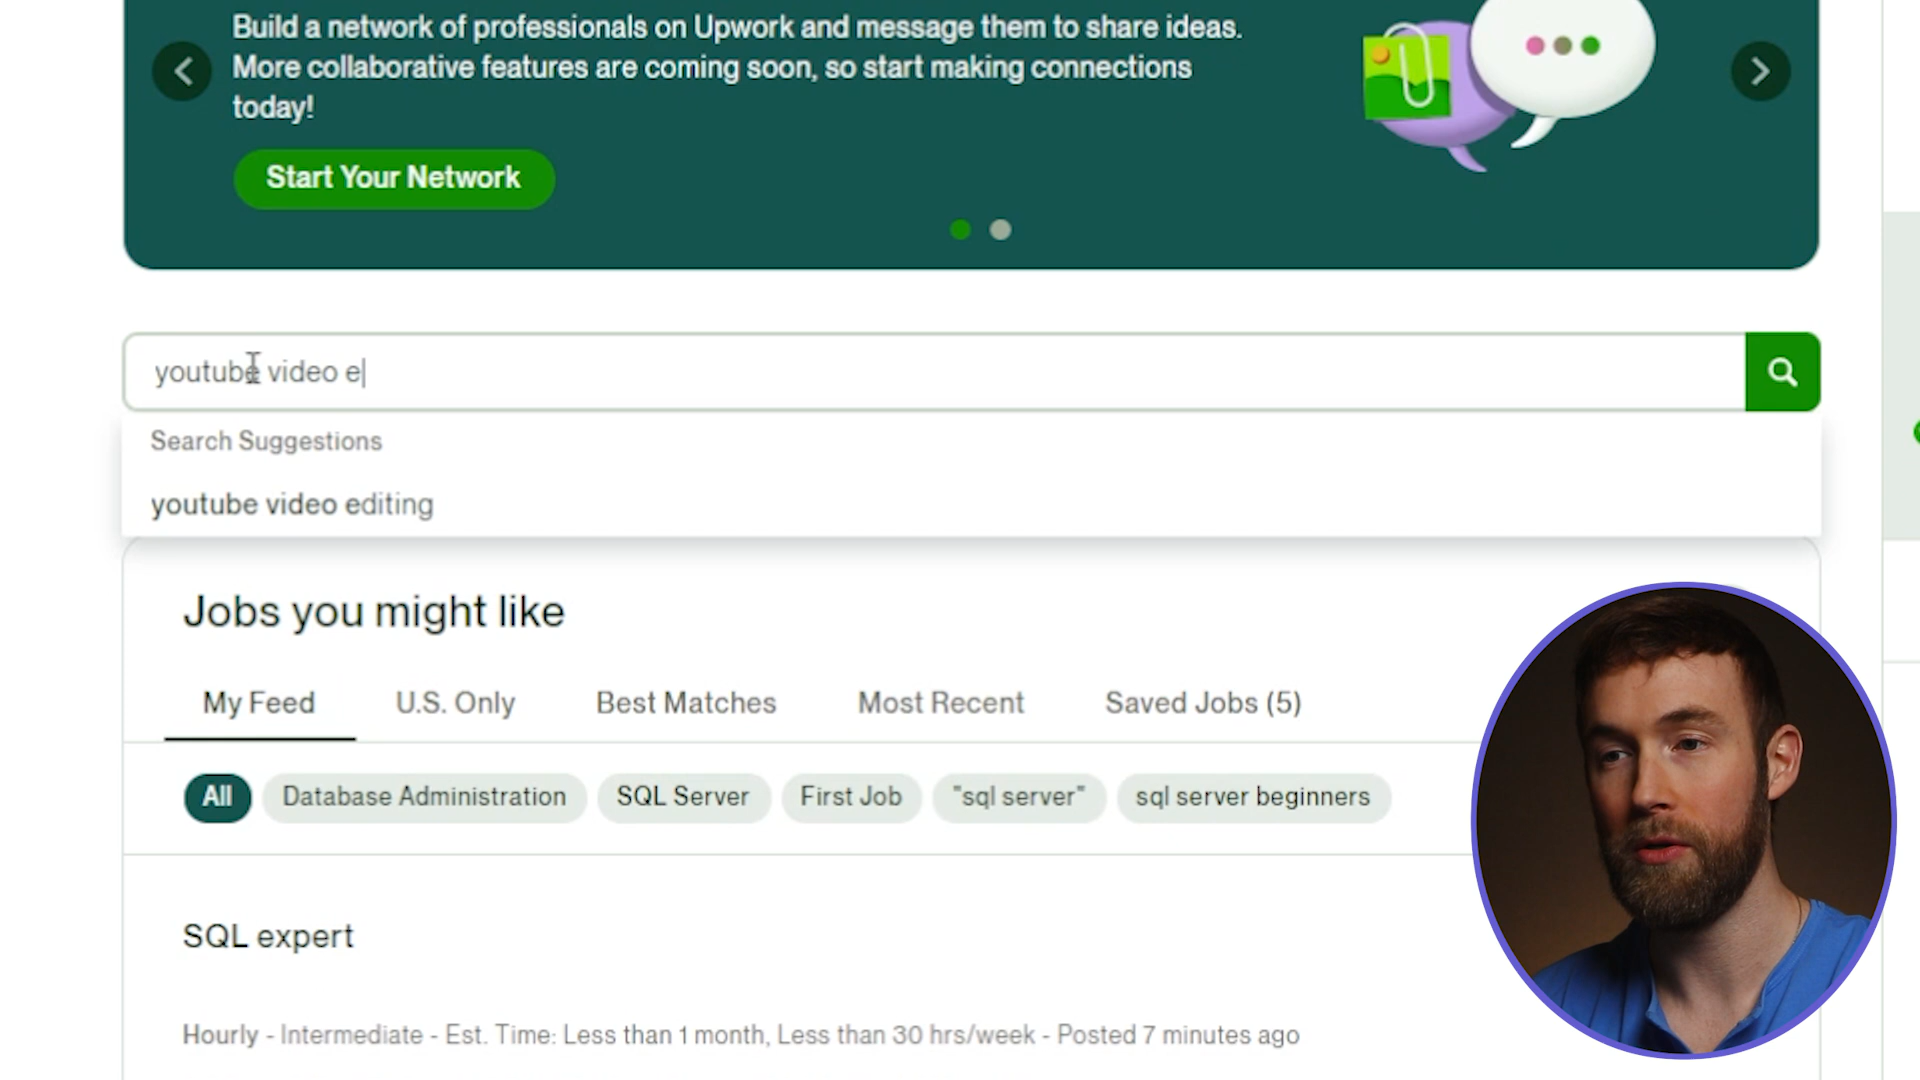 Build a network of professionals on Upwork and message them to share ideas.
More collaborative features are coming soon, so start making connections
today!
Start Your Network
youtube video e
Search Suggestions
youtube video editing
Jobs you might like
My Feed U.S. Only Best Matches Most Recent Saved Jobs (5)
All Database Administration SQL Server First Job "sql server" sql server beginners
SQL expert
Hourly - Intermediate - Est. Time: Less than 1 month, Less than 30 hrs/week - Posted 7 minutes ago